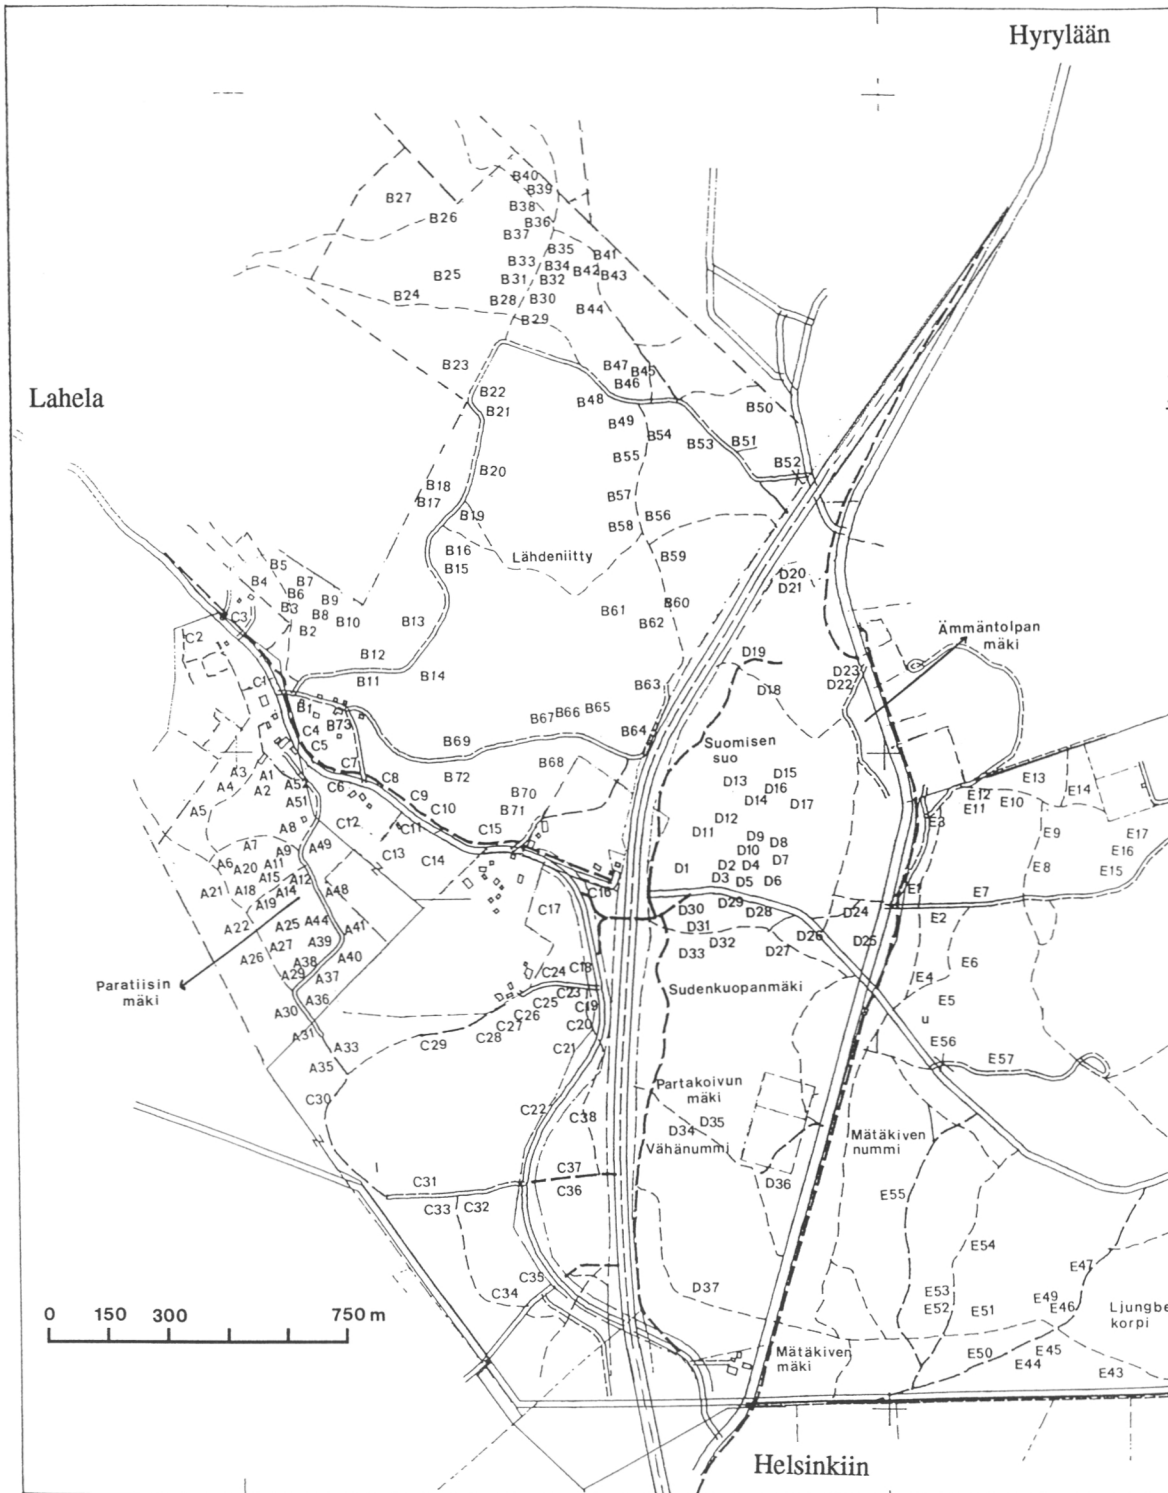 Hyrylään
B40
B39
B27
B38
B26
B36
B37
B35
B41
B33
B34
B42
B43
B25
B31
B32
B24
B28
B30
B44
B29
B23
B47
B45
B46
B22
B48
Lahela
B21
B50
B49
B54
B53
B51
B55
B20
B52
B18
B17
B57
B19
B56
B58
B16
Lähdeniitty
B59
B15
B5
B4
B7
B6
B9
D20
D21
B3
B8
B10
B61
B60
B2
B13
B62
C3
C2
Ämmäntolpan
mäki
B12
D19
B14
D23
B11
D22
C1
B63
D18
B1
B67
B66
B65
B73
C4
B64
C5
B69
Suomisen
suo
C7
B68
A3
A1
A52
C8
B72
D15
E13
A4
A2
C6
D13
D16
A51
C9
B70
D14
D17
E12
E14
A5
C10
B71
E11
E10
C12
C11
D12
A8
C15
D11
E3
E9
E17
A7
A49
D9
D8
A9
D10
E16
A6
A11
C13
C14
D7
A20
D1
D2
D4
E8
E15
A15
A12
D3
D5
D6
A21
A18
A14
A48
C16
E1
E7
A19
D29
A22
A25
A44
A41
C17
D30
D28
D24
E2
D31
A27
A39
D32
D26
D25
A26
A38
A40
D33
D27
E6
A29
A37
C24
C18
E4
Paratiisin
mäki
C23
Sudenkuopanmäki
A36
C25
C19
E5
A30
C26
C27
C20
u
A31
C28
C29
C21
E56
A33
E57
A35
Partakoivun
mäki
C30
C22
C38
D35
D34
Mätäkiven
nummi
Vähänummi
C37
C31
C36
D36
E55
C33
C32
E54
E47
C35
D37
E53
E49
C34
E52
E51
E46
Ljungbe
korpi
0 150 300 750 m
Mätäkiven
mäki
E50
E45
E44
E43
Helsinkiin